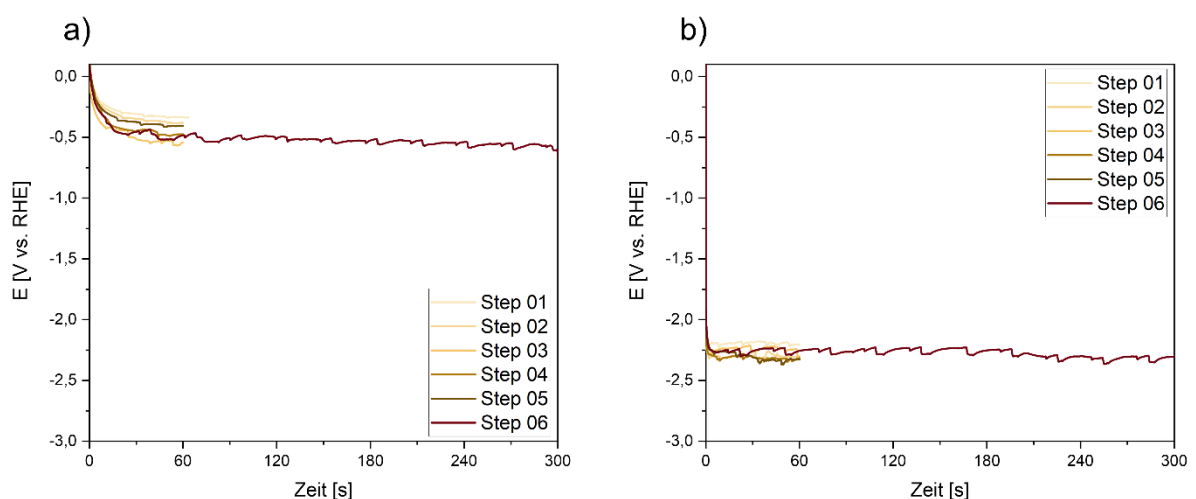 a)
E [V vs. RHE]
0,0
-0,5
-1,0
-1,5
-2,0
-2,5
-3,0
Step 01
Step 02
Step 03
Step 04
Step 05
Step 06
0 60 120 180 240 300
Zeit [s]
b)
E [V vs. RHE]
0,0
-0,5
-1,0
-1,5
-2,0
-2,5
-3,0
Step 01
Step 02
Step 03
Step 04
Step 05
Step 06
0 60 120 180 240 300
Zeit [s]